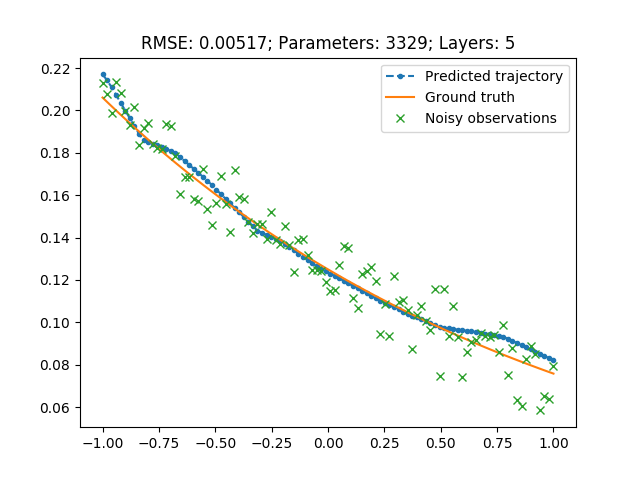 RMSE: 0.00517; Parameters: 3329; Layers: 5
Predicted trajectory
Ground truth
Noisy observations
0.22
0.20
0.18
0.16
0.14
0.12
0.10
0.08
0.06
−1.00 −0.75 −0.50 −0.25 0.00 0.25 0.50 0.75 1.00